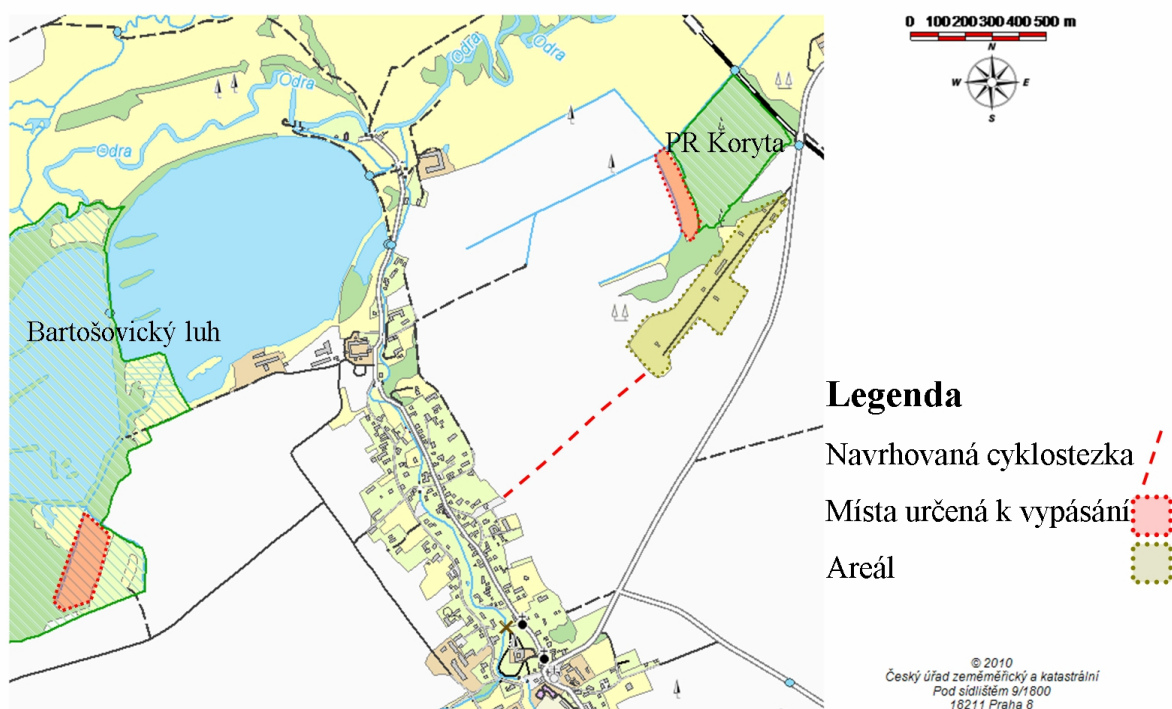 0 100 200 300 400 500 m
N
W E
S
Odra
Odra
Odra
PR Koryta
Bartošovický luh
Legenda
Navrhovaná cyklostezka
Místa určená k vypásání
Areál
© 2010
Český úřad zeměměřický a katastrální
Pod sídlištěm 9/1800
18211 Praha 8